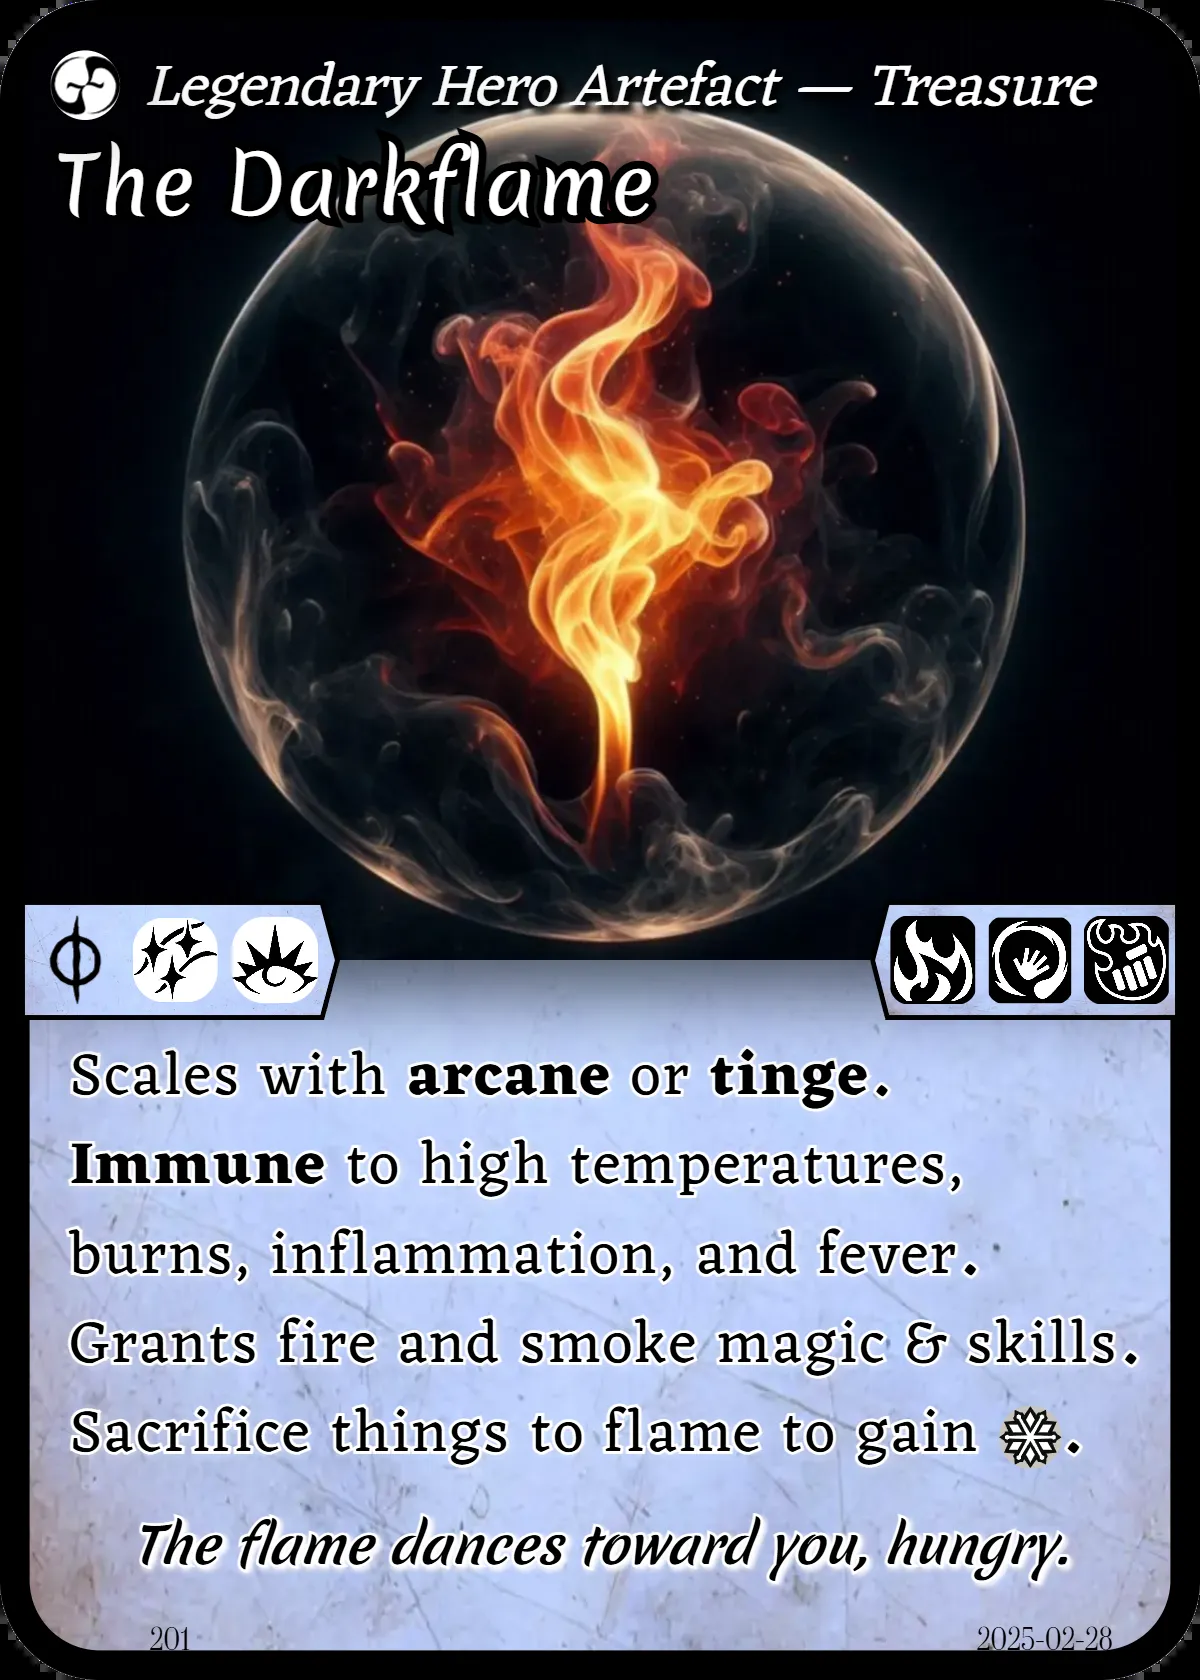 Legendary Hero Artefact — Treasure
The Darkflame
Scales with arcane or tinge.
Immune to high temperatures,
burns, inflammation, and fever.
Grants fire and smoke magic & skills.
Sacrifice things to flame to gain .
The flame dances toward you, hungry.
201 2025-02-28